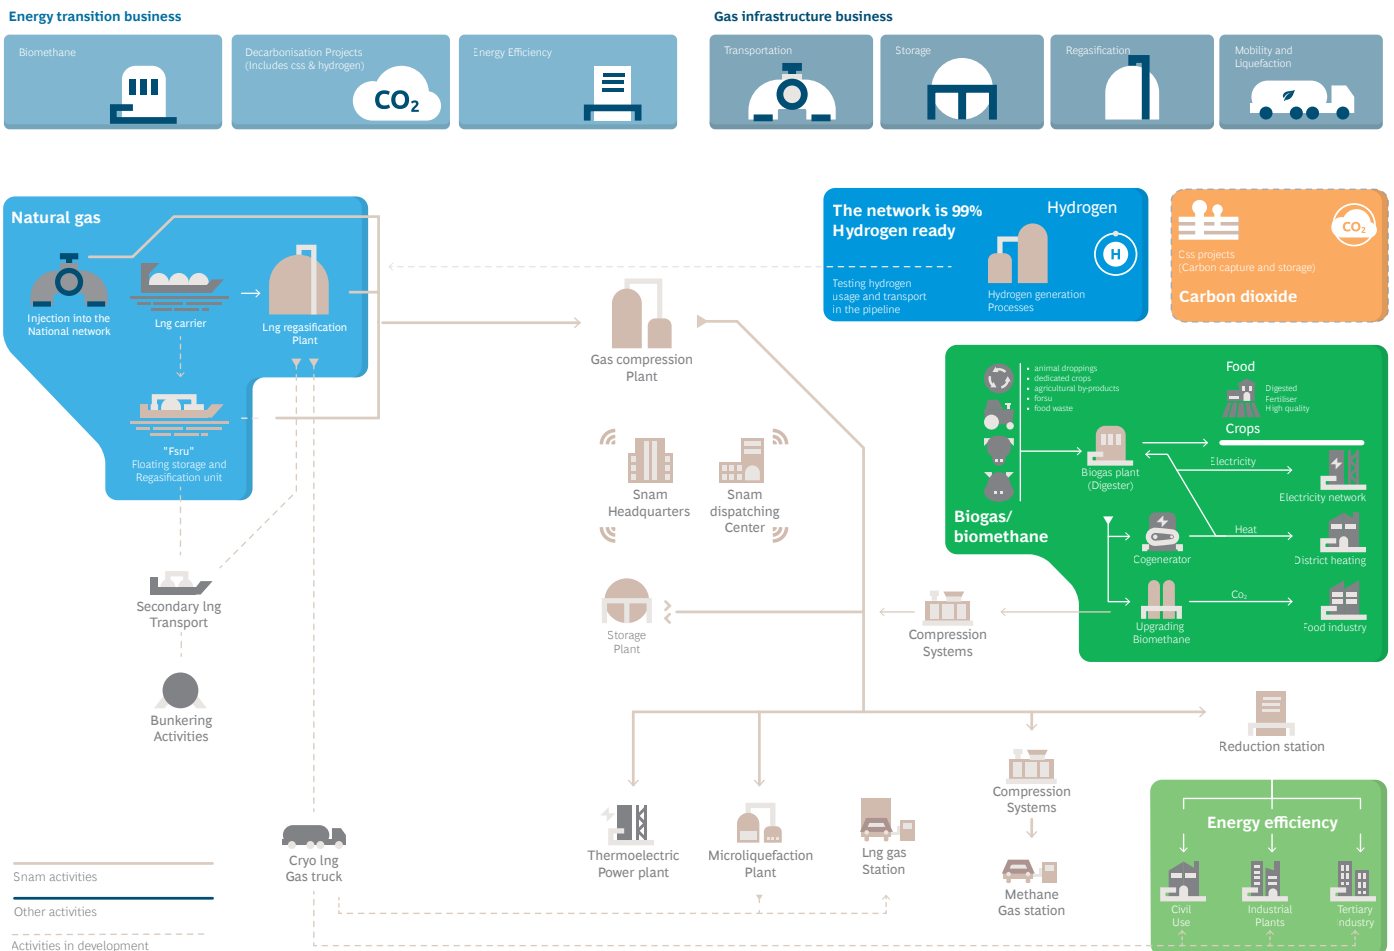 Energy transition business
Gas infrastructure business
Biomethane
Decarbonisation Projects
(Includes css & hydrogen)
CO2
Energy Efficiency
Transportation
Storage
Regasification
Mobility and
Liquefaction
Natural gas
Injection into the
National network
Lng carrier
Lng regasification
Plant
"Fsru"
Floating storage and
Regasification unit
The network is 99%
Hydrogen ready
Hydrogen
H
Testing hydrogen
usage and transport
in the pipeline
Hydrogen generation
Processes
CO2
Css projects
(Carbon capture and storage)
Carbon dioxide
Gas compression
Plant
Snam
Headquarters
Snam
dispatching
Center
Storage
Plant
Compression
Systems
• animal droppings
• dedicated crops
• agricultural by-products
• forsu
• food waste
Food
Digested
Fertiliser
High quality
Crops
Biogas plant
(Digester)
Electricity
Electricity network
Biogas/
biomethane
Cogenerator
Heat
District heating
Upgrading
Biomethane
Co2
Food industry
Secondary lng
Transport
Bunkering
Activities
Reduction station
Compression
Systems
Cryo lng
Gas truck
Thermoelectric
Power plant
Microliquefaction
Plant
Lng gas
Station
Methane
Gas station
Energy efficiency
Civil
Use
Industrial
Plants
Tertiary
industry
Snam activities
Other activities
Activities in development